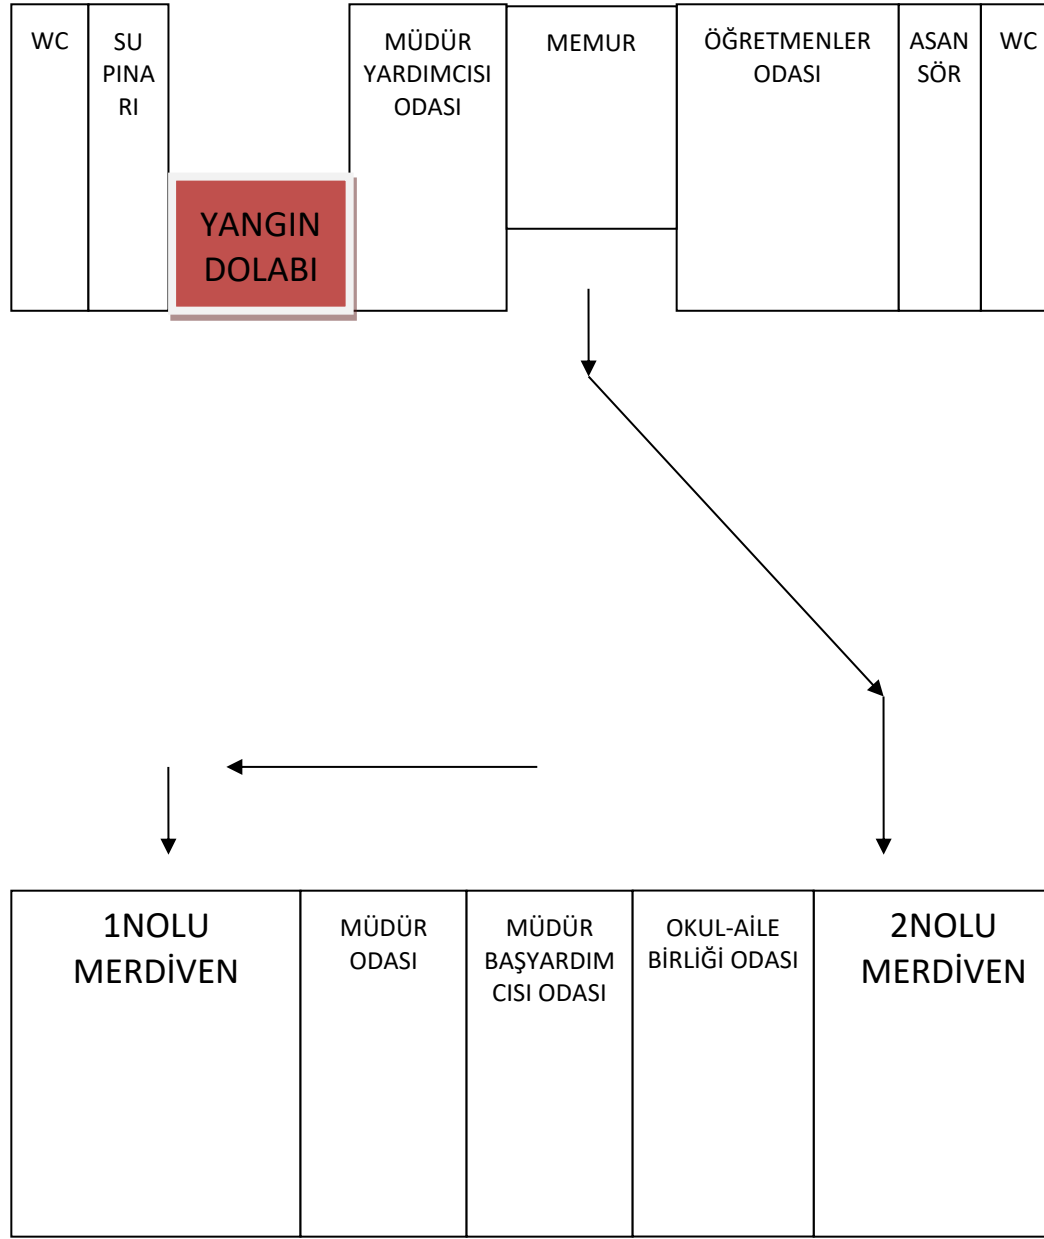 WC
SU
PINA
RI
YANGIN
DOLABI
MÜDÜR
YARDIMCISI
ODASI
MEMUR
ÖĞRETMENLER
ODASI
ASAN
SÖR
WC
1NOLU
MERDİVEN
MÜDÜR
ODASI
MÜDÜR
BAŞYARDIM
CISI ODASI
OKUL-AİLE
BİRLİĞİ ODASI
2NOLU
MERDİVEN